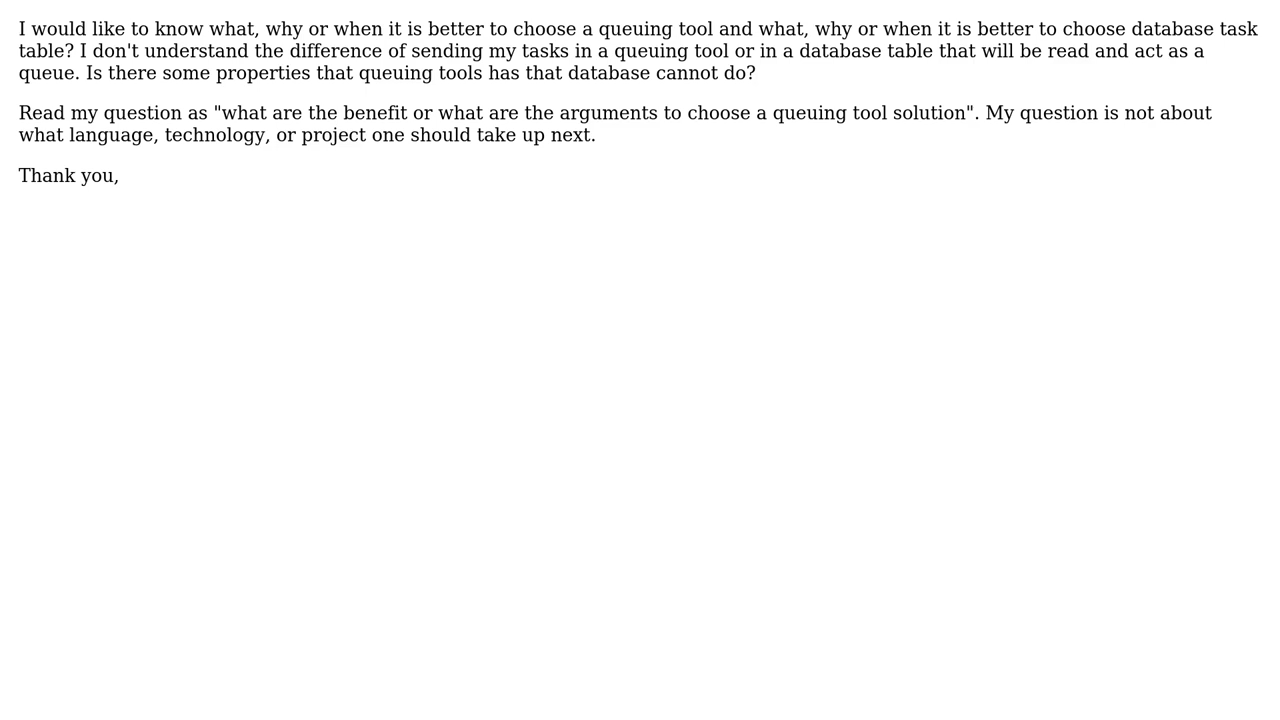 I would like to know what, why or when it is better to choose a queuing tool and what, why or when it is better to choose database task
table? I don't understand the difference of sending my tasks in a queuing tool or in a database table that will be read and act as a
queue. Is there some properties that queuing tools has that database cannot do?
Read my question as "what are the benefit or what are the arguments to choose a queuing tool solution". My question is not about
what language, technology, or project one should take up next.
Thank you,